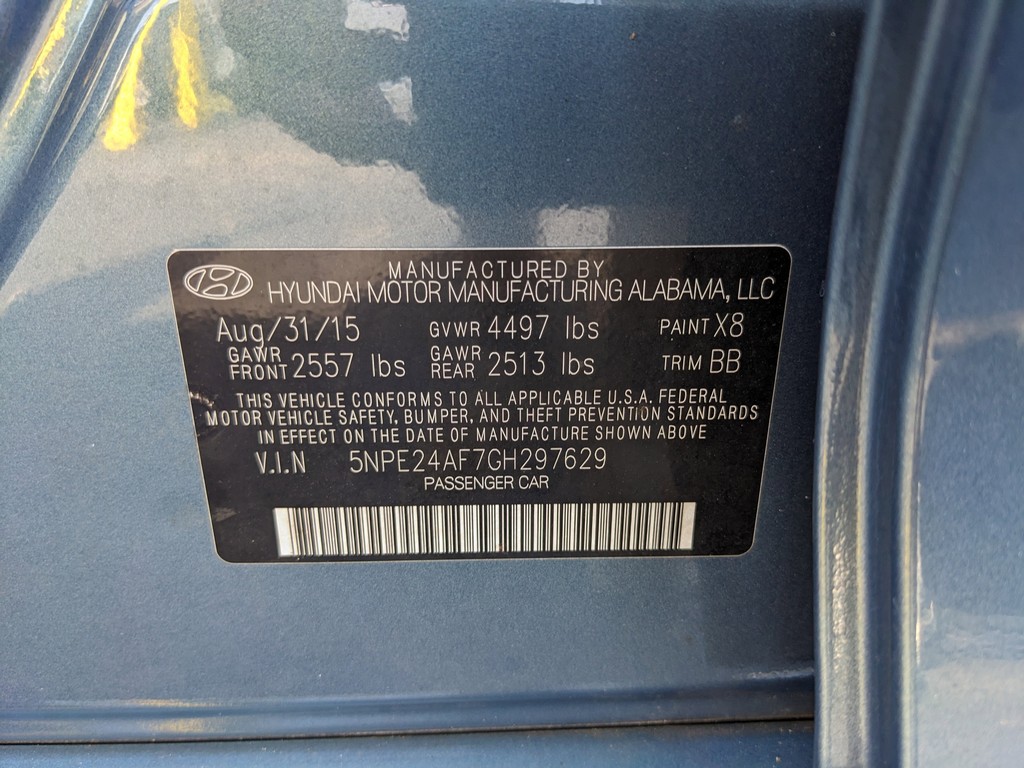 MANUFACTURED BY
HYUNDAI MOTOR MANUFACTURING ALABAMA, LLC
Aug/31/15 GVWR 4497 lbs PAINT X8
GAWR FRONT 2557 lbs GAWR REAR 2513 lbs TRIM BB
THIS VEHICLE CONFORMS TO ALL APPLICABLE U.S.A. FEDERAL
MOTOR VEHICLE SAFETY, BUMPER, AND THEFT PREVENTION STANDARDS
IN EFFECT ON THE DATE OF MANUFACTURE SHOWN ABOVE
V.I.N 5NPE24AF7GH297629
PASSENGER CAR